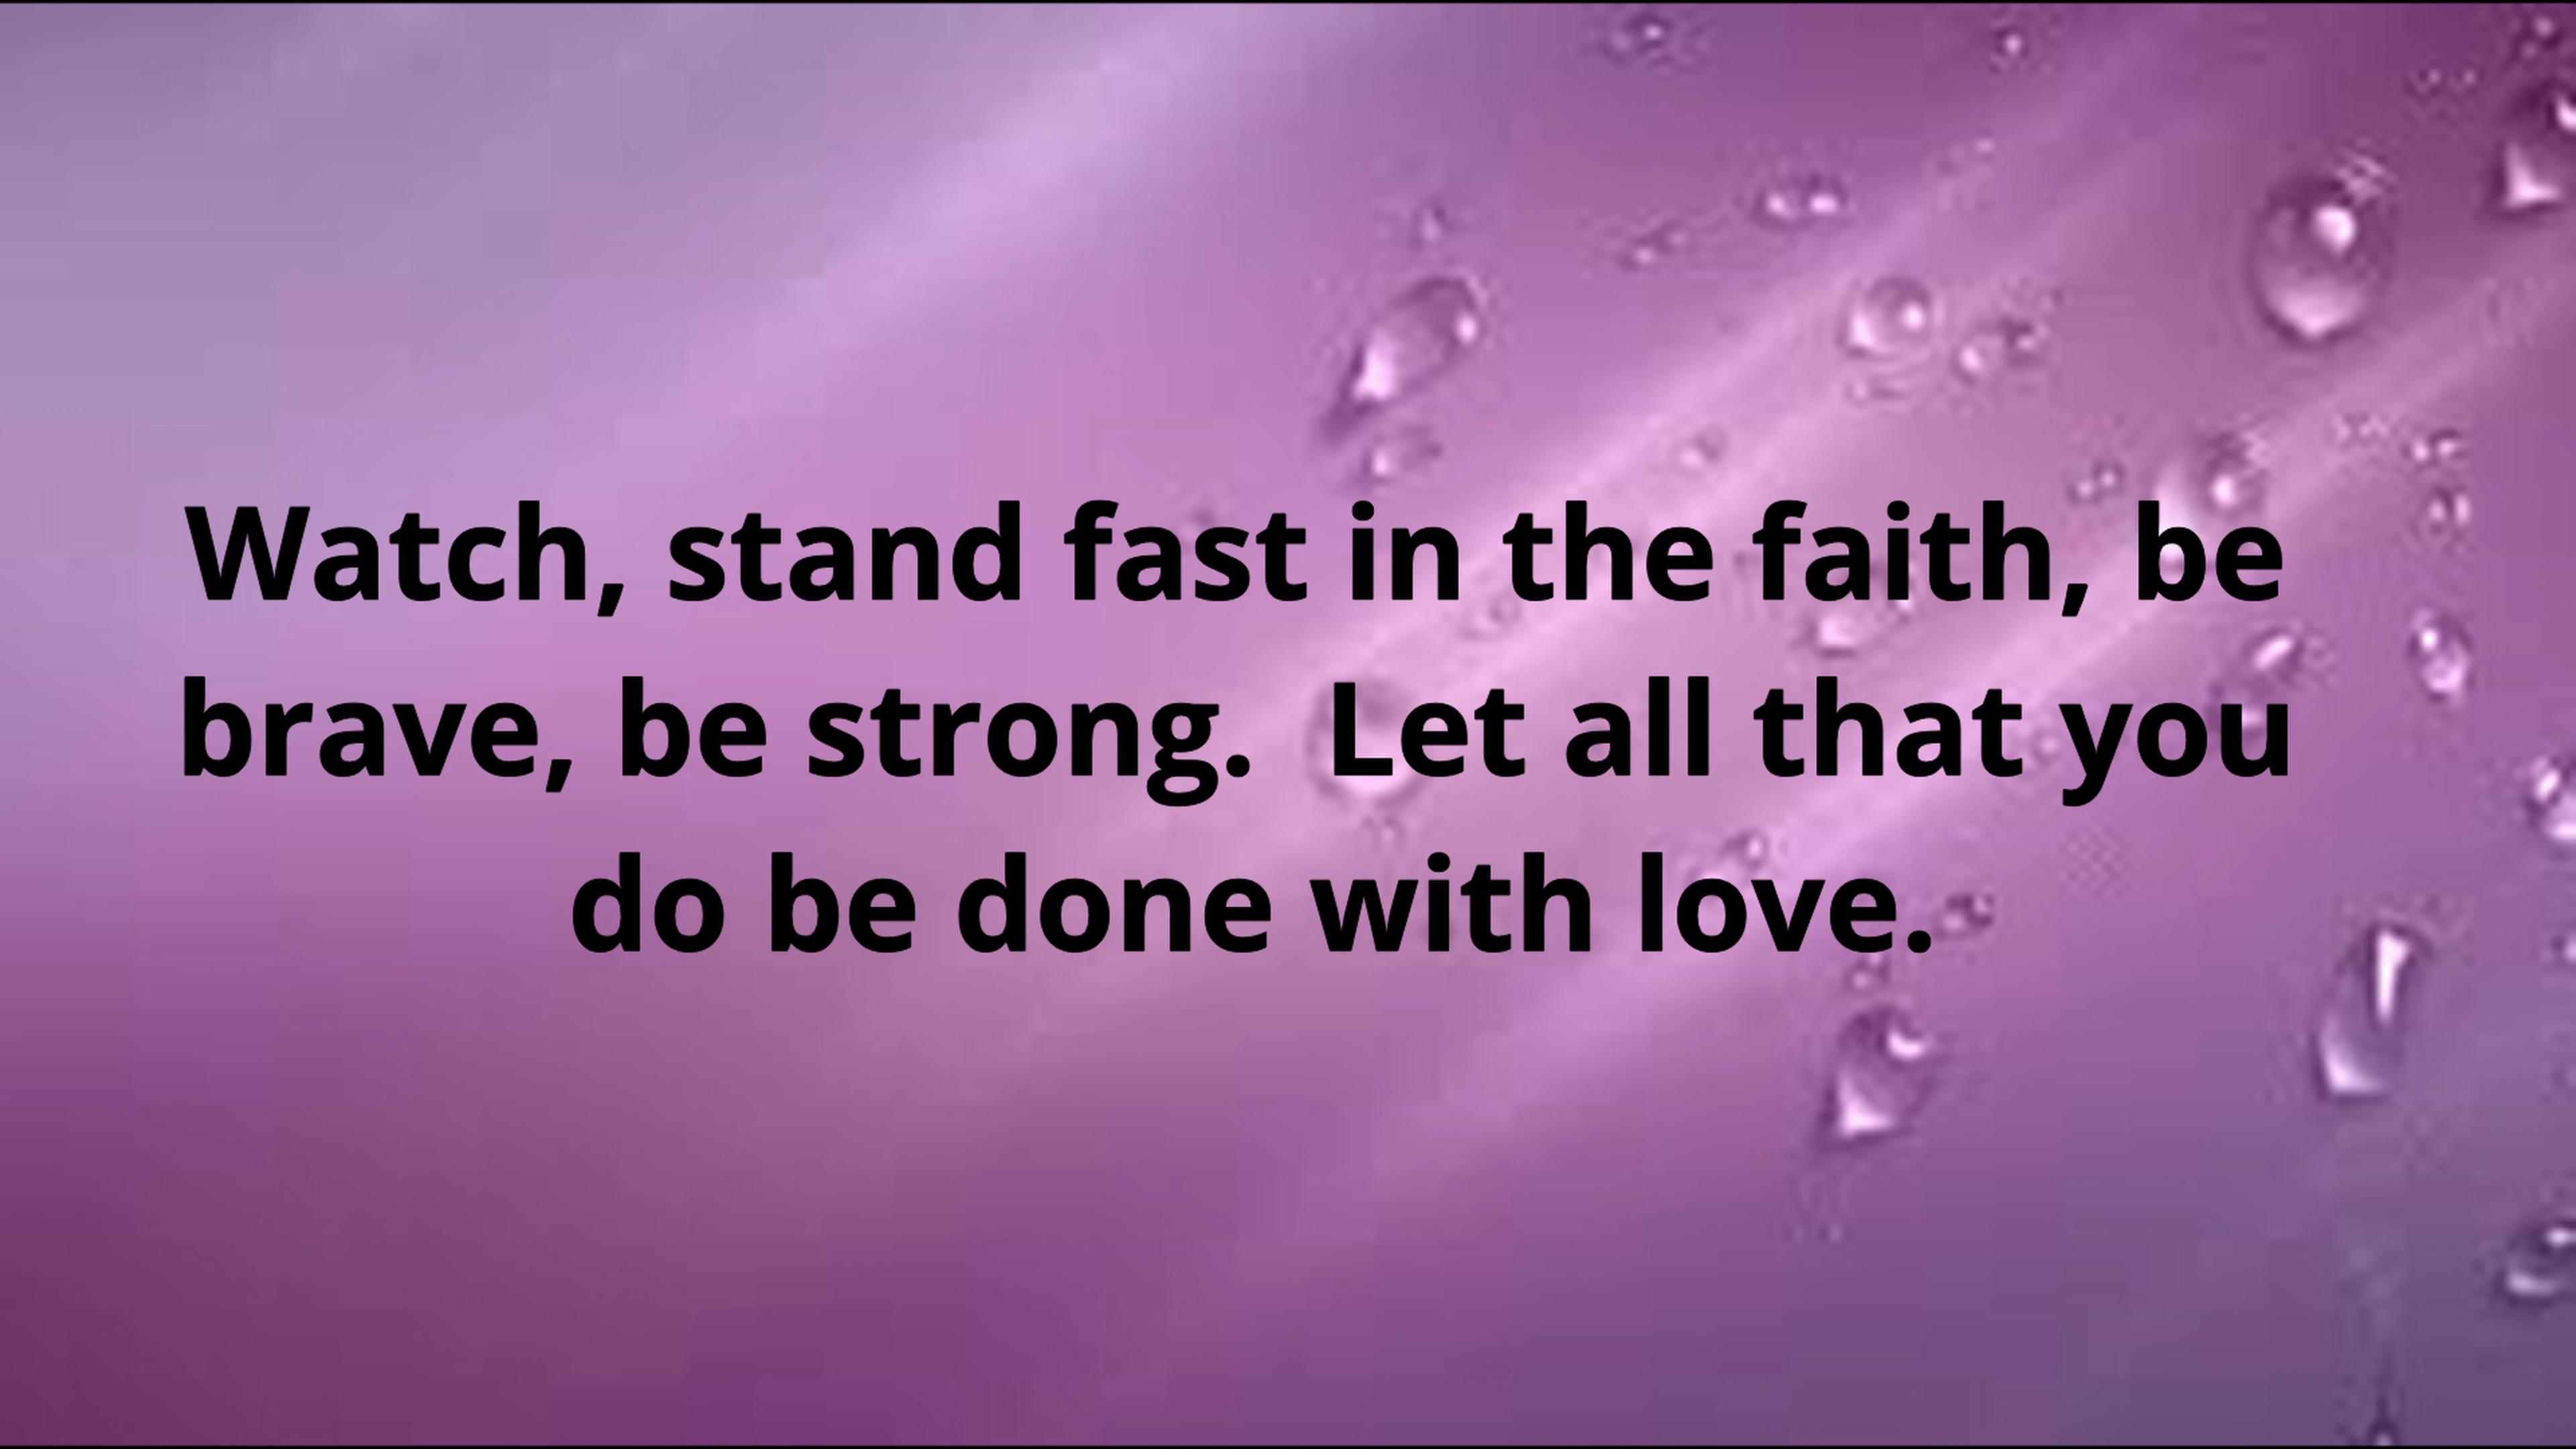 Watch, stand fast in the faith, be
brave, be strong.  Let all that you
do be done with love.